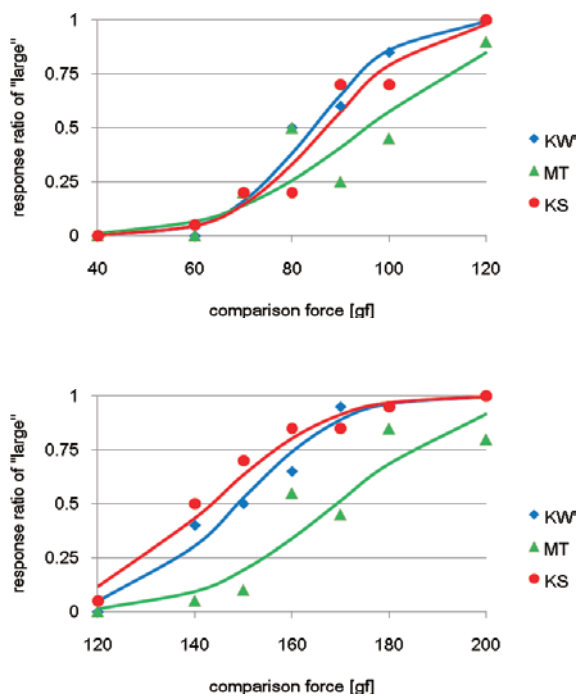 response ratio of "large"
1
0.75
0.5
0.25
0
40 60 80 100 120
comparison force [gf]
KW'
MT
KS
response ratio of "large"
1
0.75
0.5
0.25
0
120 140 160 180 200
comparison force [gf]
KW'
MT
KS